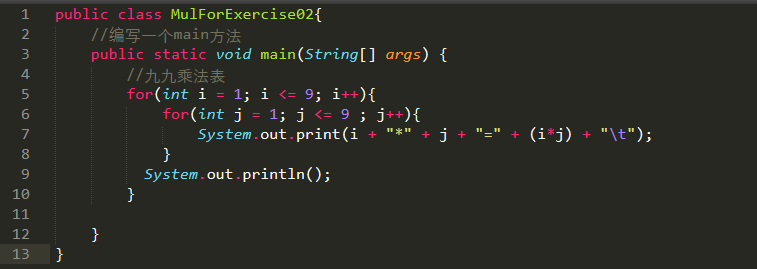 1 public class MulForExercise02{
2 //编写一个main方法
3 public static void main(String[] args) {
4 //九九乘法表
5 for(int i = 1; i <= 9; i++){
6 for(int j = 1; j <= 9 ; j++){
7 System.out.print(i + "*" + j + "=" + (i*j) + "\t");
8 }
9 System.out.println();
10 }
11
12 }
13 }